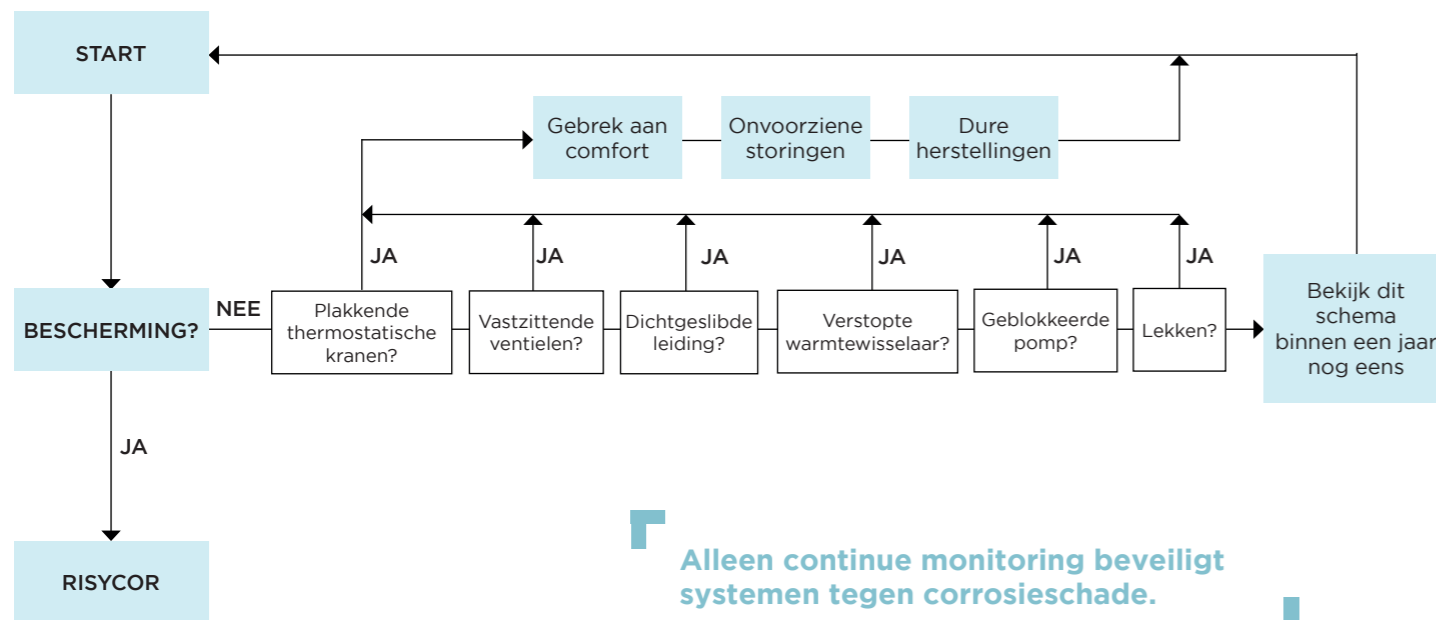 START
Gebrek aan
comfort
Onvoorziene
storingen
Dure
herstellingen
JA
JA
JA
JA
JA
JA
BESCHERMING?
NEE
Plakkende
thermostatische
kranen?
Vastzittende
ventielen?
Dichtgeslibde
leiding?
Verstopte
warmtewisselaar?
Geblokkeerde
pomp?
Lekken?
Bekijk dit
schema
binnen een jaar
nog eens
JA
RISYCOR
Alleen continue monitoring beveiligt
systemen tegen corrosieschade.